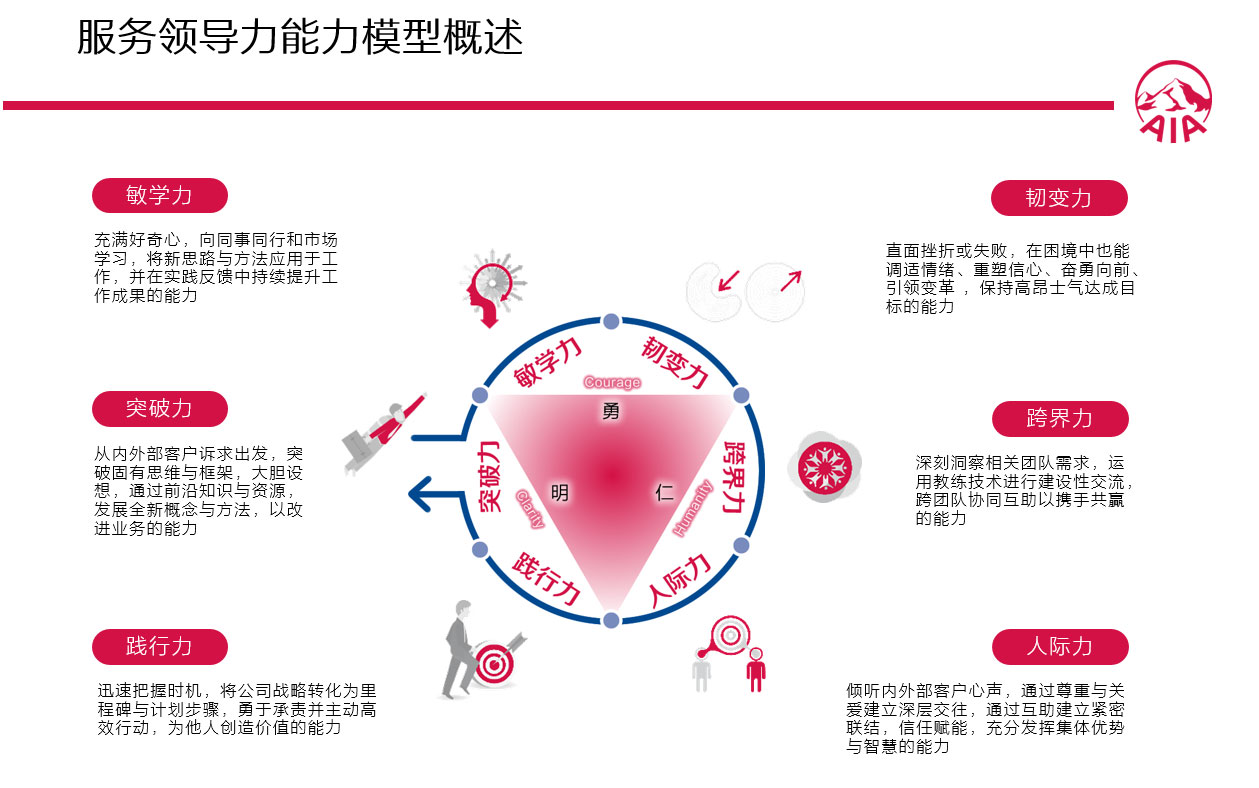 服务领导力能力模型概述
AIA
敏学力
充满好奇心，向同事同行和市场
学习，将新思路与方法应用于工
作，并在实践反馈中持续提升工
作成果的能力
突破力
从内外部客户诉求出发，突
破固有思维与框架，大胆设
想，通过前沿知识与资源，
发展全新概念与方法，以改
进业务的能力
践行力
迅速把握时机，将公司战略转化为里
程碑与计划步骤，勇于承责并主动高
效行动，为他人创造价值的能力
敏学力
韧变力
Courage
勇
突破力
跨界力
明
仁
Clarity
Humanity
践行力
人际力
韧变力
直面挫折或失败，在困境中也能
调适情绪、重塑信心、奋勇向前、
引领变革 ，保持高昂士气达成目
标的能力
跨界力
深刻洞察相关团队需求，运
用教练技术进行建设性交流，
跨团队协同互助以携手共赢
的能力
人际力
倾听内外部客户心声，通过尊重与关
爱建立深层交往，通过互助建立紧密
联结，信任赋能，充分发挥集体优势
与智慧的能力